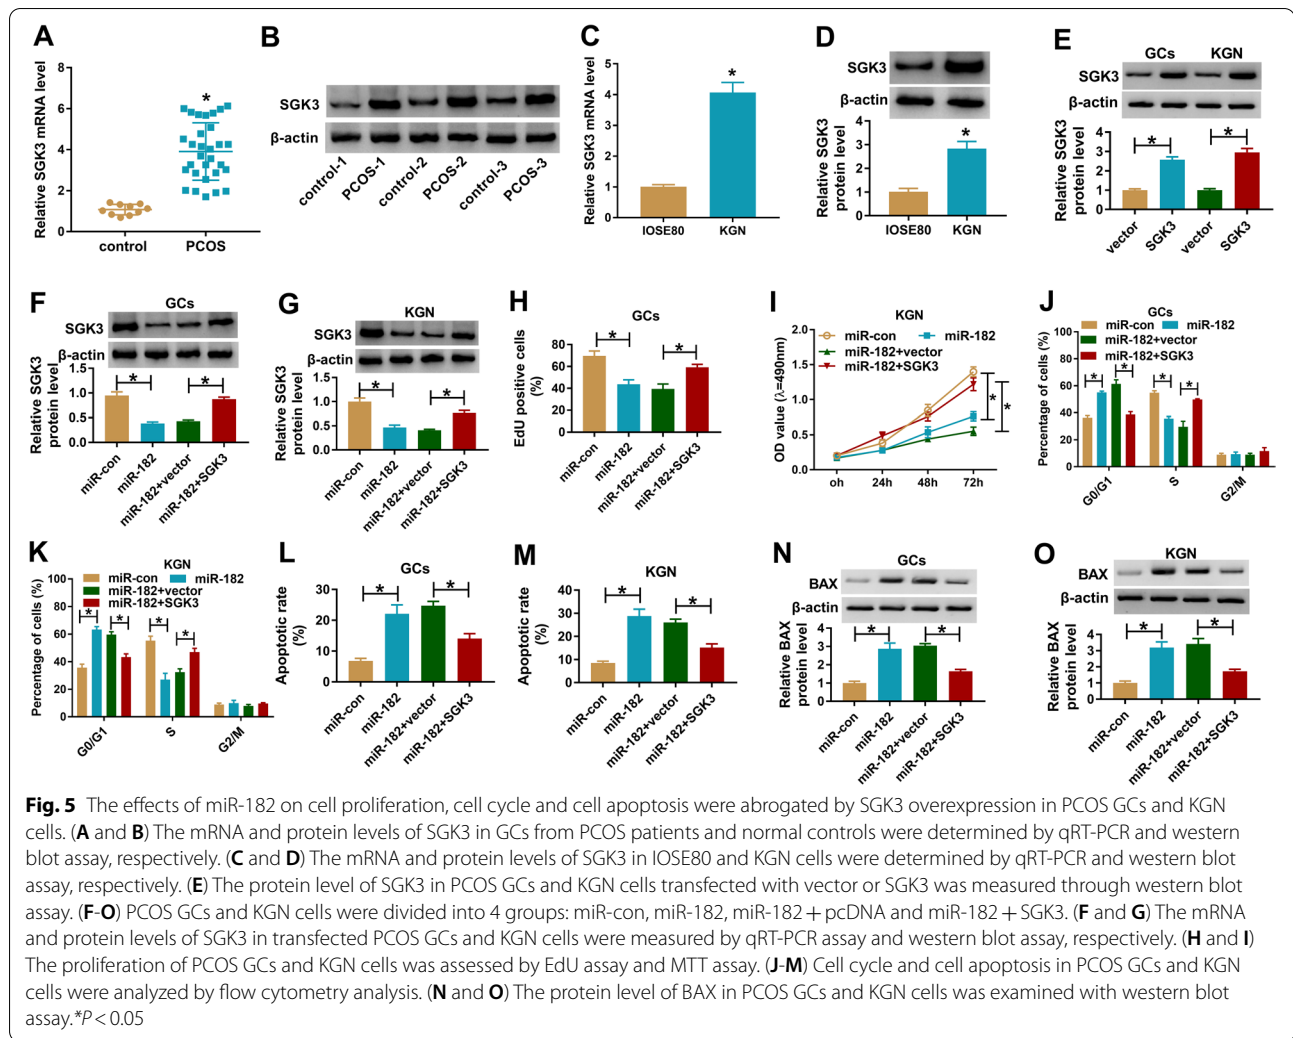 A
Relative SGK3 mRNA level
8
6
4
2
0
control
PCOS
*
B
SGK3
β-actin
control-1
PCOS-1
control-2
PCOS-2
control-3
PCOS-3
C
Relative SGK3 mRNA level
5
4
3
2
1
0
*
IOSE80
KGN
D
SGK3
β-actin
Relative SGK3
protein level
4
3
2
1
0
*
IOSE80
KGN
E
GCs
KGN
SGK3
β-actin
Relative SGK3
protein level
4
3
2
1
0
*
*
vector
SGK3
vector
SGK3
F
GCs
SGK3
β-actin
Relative SGK3
protein level
1.5
1.0
0.5
0.0
*
*
miR-con
miR-182
miR-182+vector
miR-182+SGK3
G
KGN
SGK3
β-actin
Relative SGK3
protein level
1.5
1.0
0.5
0.0
*
*
miR-con
miR-182
miR-182+vector
miR-182+SGK3
H
GCs
EdU positive cells
(%)
80
60
40
20
0
*
*
miR-con
miR-182
miR-182+vector
miR-182+SGK3
I
KGN
miR-con
miR-182
miR-182+vector
miR-182+SGK3
OD value (λ=490nm)
2.0
1.5
1.0
0.5
0.0
*
*
oh
24h
48h
72h
J
GCs
miR-con
miR-182
miR-182+vector
miR-182+SGK3
Percentage of cells (%)
100
80
60
40
20
0
*
*
*
*
G0/G1
S
G2/M
K
KGN
miR-con
miR-182
miR-182+vector
miR-182+SGK3
Percentage of cells (%)
100
80
60
40
20
0
*
*
*
*
G0/G1
S
G2/M
L
GCs
Apoptotic rate
(%)
30
20
10
0
*
*
miR-con
miR-182
miR-182+vector
miR-182+SGK3
M
KGN
Apoptotic rate
(%)
40
30
20
10
0
*
*
miR-con
miR-182
miR-182+vector
miR-182+SGK3
N
GCs
BAX
β-actin
Relative BAX
protein level
4
3
2
1
0
*
*
miR-con
miR-182
miR-182+vector
miR-182+SGK3
O
KGN
BAX
β-actin
Relative BAX
protein level
5
4
3
2
1
0
*
*
miR-con
miR-182
miR-182+vector
miR-182+SGK3
Fig. 5 The effects of miR-182 on cell proliferation, cell cycle and cell apoptosis were abrogated by SGK3 overexpression in PCOS GCs and KGN
cells. (A and B) The mRNA and protein levels of SGK3 in GCs from PCOS patients and normal controls were determined by qRT-PCR and western
blot assay, respectively. (C and D) The mRNA and protein levels of SGK3 in IOSE80 and KGN cells were determined by qRT-PCR and western blot
assay, respectively. (E) The protein level of SGK3 in PCOS GCs and KGN cells transfected with vector or SGK3 was measured through western blot
assay. (F-O) PCOS GCs and KGN cells were divided into 4 groups: miR-con, miR-182, miR-182 + pcDNA and miR-182 + SGK3. (F and G) The mRNA
and protein levels of SGK3 in transfected PCOS GCs and KGN cells were measured by qRT-PCR assay and western blot assay, respectively. (H and I)
The proliferation of PCOS GCs and KGN cells was assessed by EdU assay and MTT assay. (J-M) Cell cycle and cell apoptosis in PCOS GCs and KGN
cells were analyzed by flow cytometry analysis. (N and O) The protein level of BAX in PCOS GCs and KGN cells was examined with western blot
assay.*P < 0.05